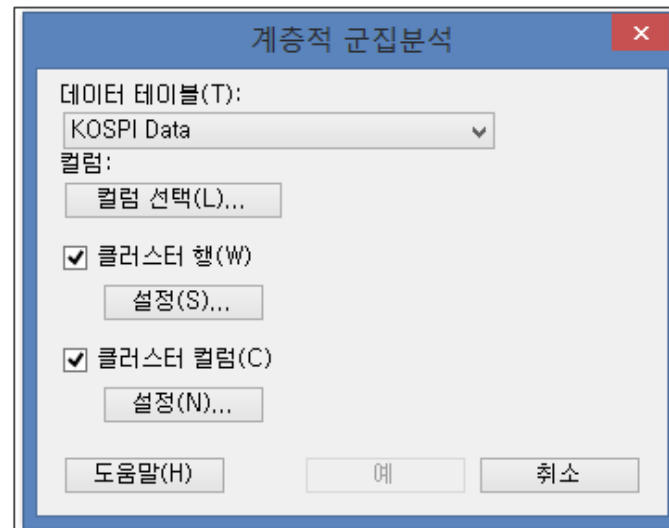 계층적 군집분석
데이터 테이블(T):
KOSPI Data
컬럼:
컬럼 선택(L)...
클러스터 행(W)
설정(S)...
클러스터 컬럼(C)
설정(N)...
도움말(H) 예 취소